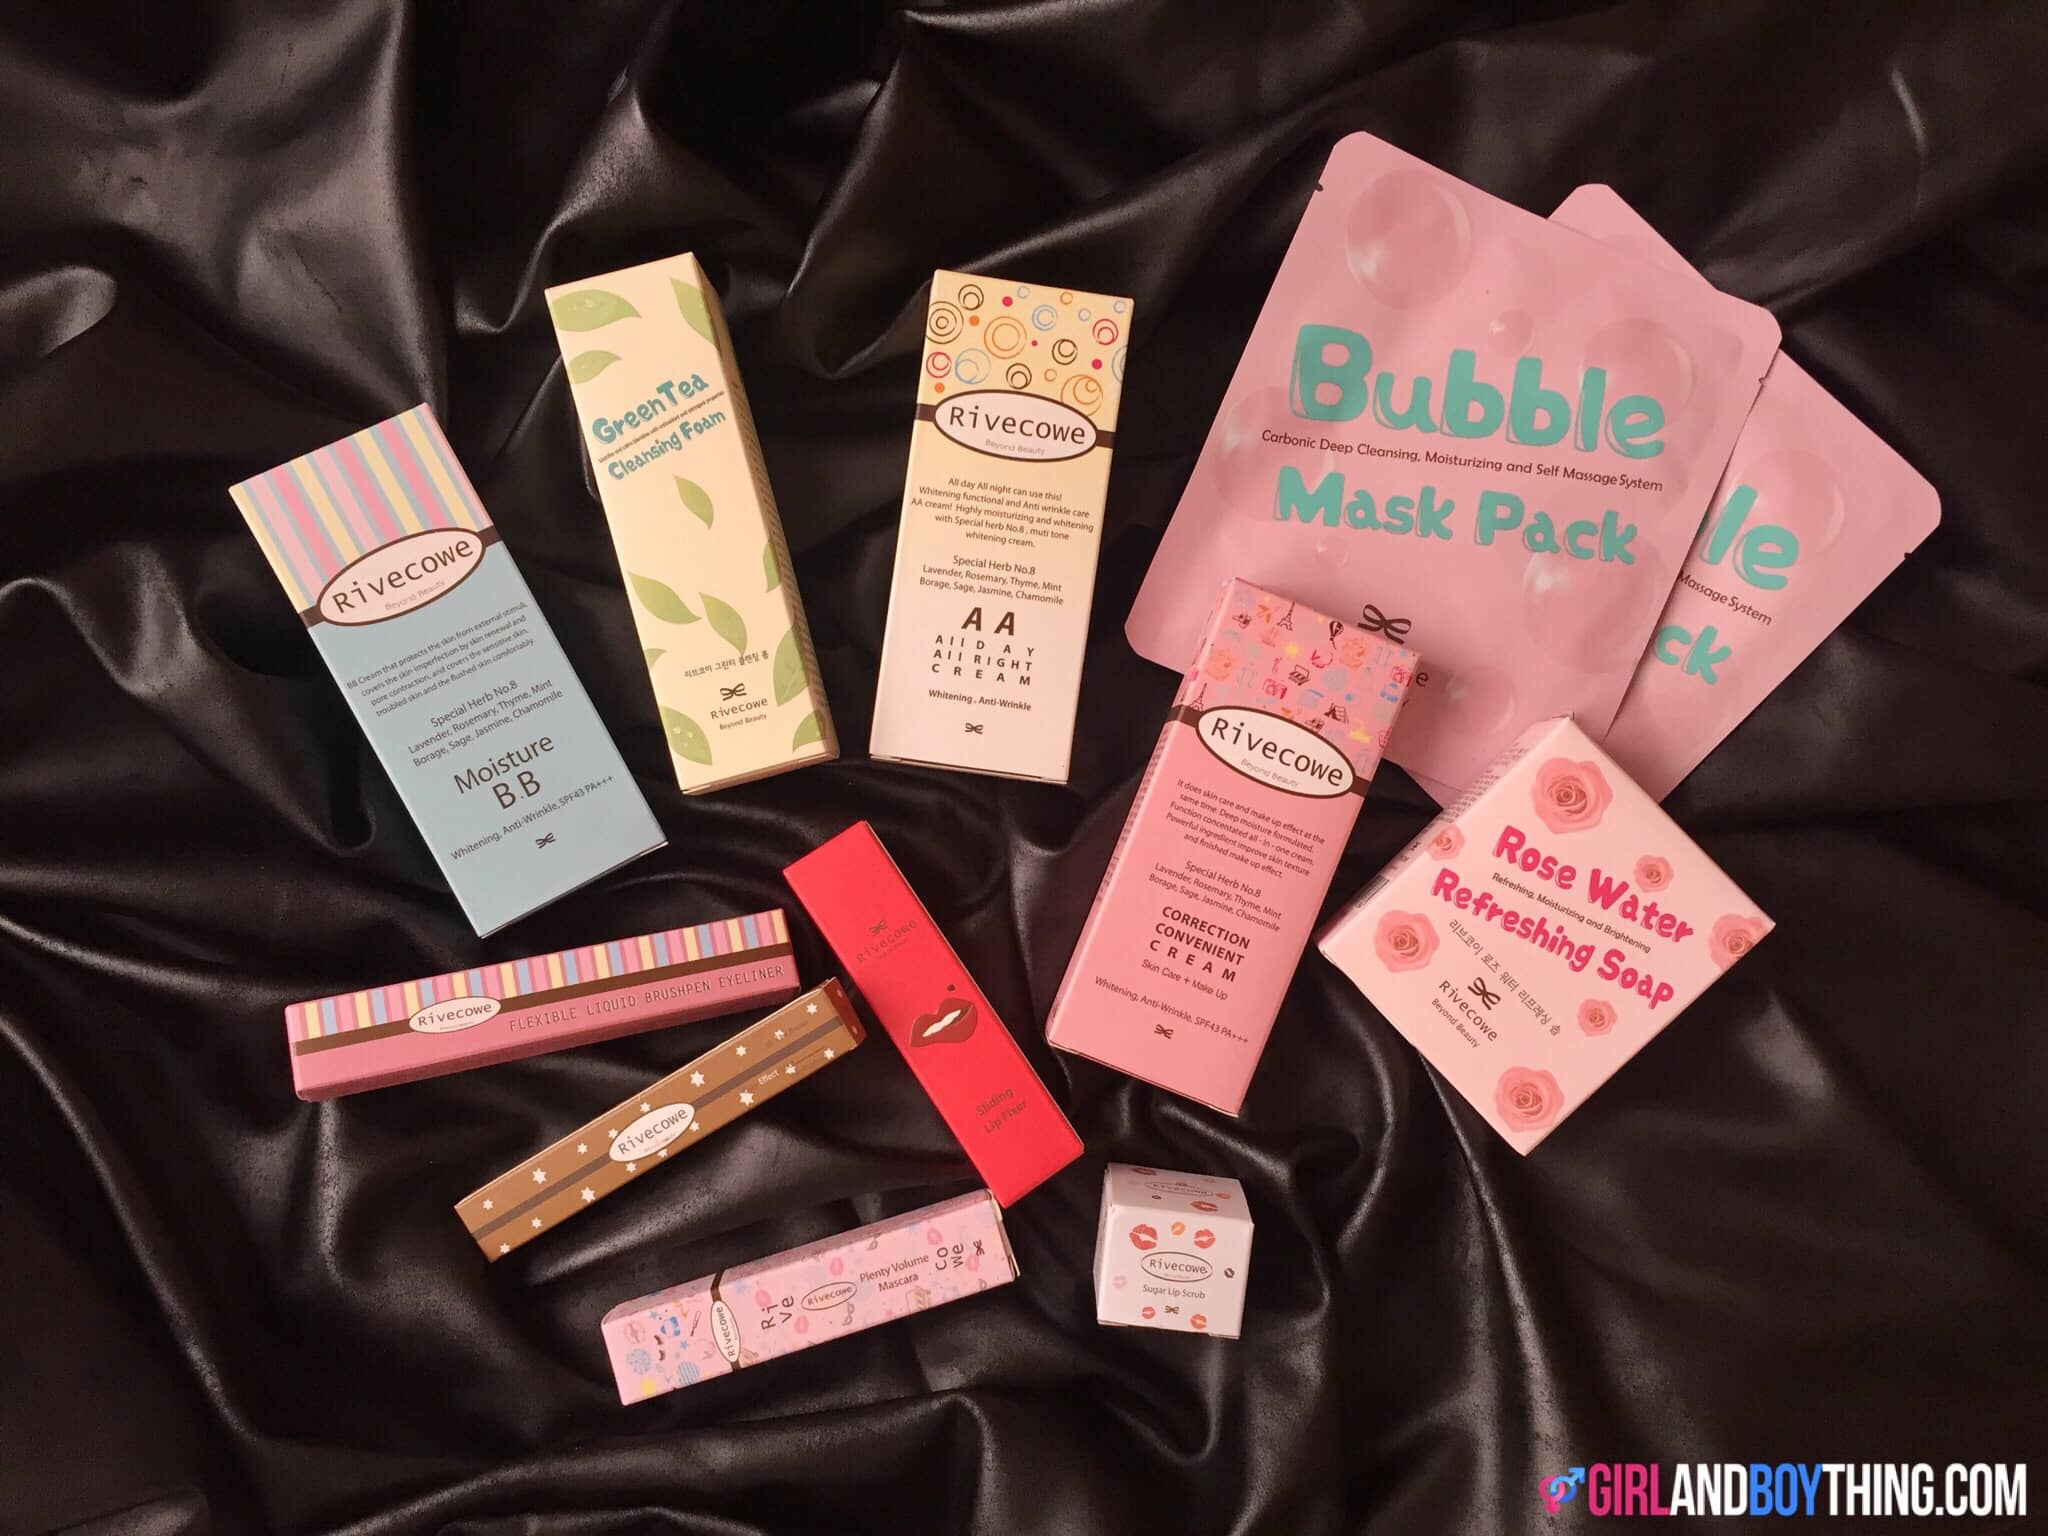 Rivecowe
Beyond Beauty
BB Cream that protects the skin from external stimuli,
covers the skin imperfection by skin renewal and
pore contraction, and covers the sensitive skin,
troubled skin and the flushed skin comfortably.
Special Herb No.8
Lavender, Rosemary, Thyme, Mint
Borage, Sage, Jasmine, Chamomile
Moisture
B.B
Whitening, Anti-Wrinkle, SPF43 PA+++
GreenTea
Cleansing Foam
리브코이 그린티 클렌징 폼
Rivecowe
Beyond Beauty
Rivecowe
Beyond Beauty
All day All night can use this!
Whitening functional and Anti wrinkle care
AA cream! Highly moisturizing and whitening
with Special herb No.8 , muti tone
whitening cream.
Special Herb No.8
Lavender, Rosemary, Thyme, Mint
Borage, Sage, Jasmine, Chamomile
AA
All DAY
All RIGHT
CREAM
Whitening , Anti-Wrinkle
Bubble
Carbonic Deep Cleansing, Moisturizing and Self Massage System
Mask Pack
Massage System
Rivecowe
Beyond Beauty
It does skin care and make up effect at the
same time. Deep moisture formulated.
Function concentated all - in - one cream.
Powerful ingredient improve skin texture
and finished make up effect.
Special Herb No.8
Lavender, Rosemary, Thyme, Mint
Borage, Sage, Jasmine, Chamomile
CORRECTION
CONVENIENT
CREAM
Skin Care + Make Up
Whitening, Anti-Wrinkle, SPF43 PA+++
Rose Water
Refreshing, Moisturizing and Brightening
Refreshing Soap
리브코이 로즈 워터 리프레싱 솝
Rivecowe
Beyond Beauty
Rivecowe
FLEXIBLE LIQUID BRUSHPEN EYELINER
Rivecowe
Effect
Rivecowe
Sliding
Lip Fixer
Rivecowe
Rive
cowe
Rivecowe
Plenty Volume
Mascara
Rivecowe
Sugar Lip Scrub
GIRLANDBOYTHING.COM